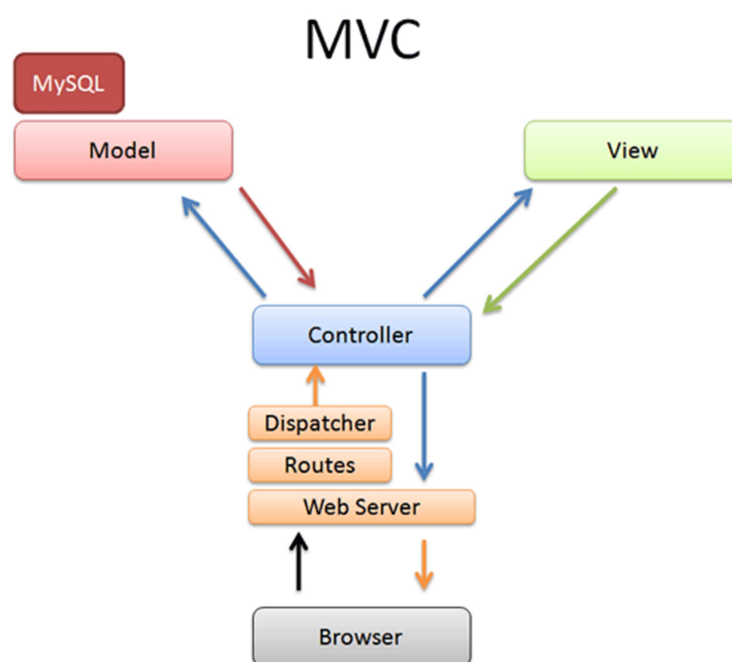 MVC
MySQL
Model
View
Controller
Dispatcher
Routes
Web Server
Browser